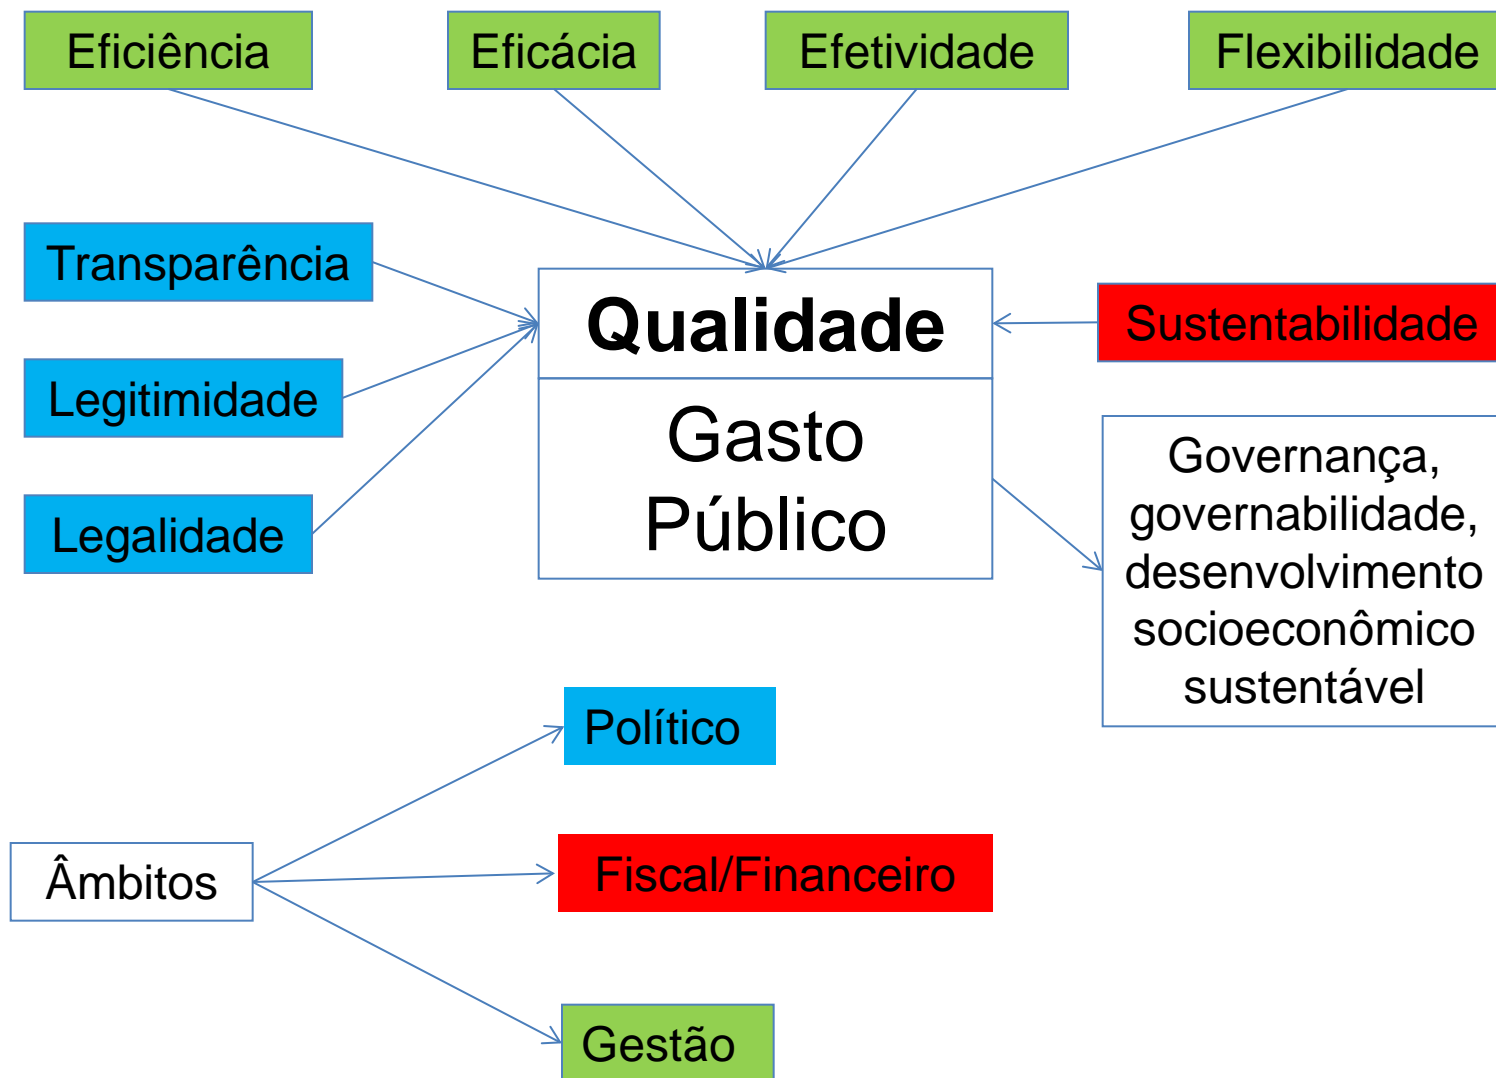 Eficiência
Eficácia
Efetividade
Flexibilidade
Transparência
Legitimidade
Legalidade
Qualidade
Gasto
Público
Sustentabilidade
Governança,
governabilidade,
desenvolvimento
socioeconômico
sustentável
Âmbitos
Político
Fiscal/Financeiro
Gestão